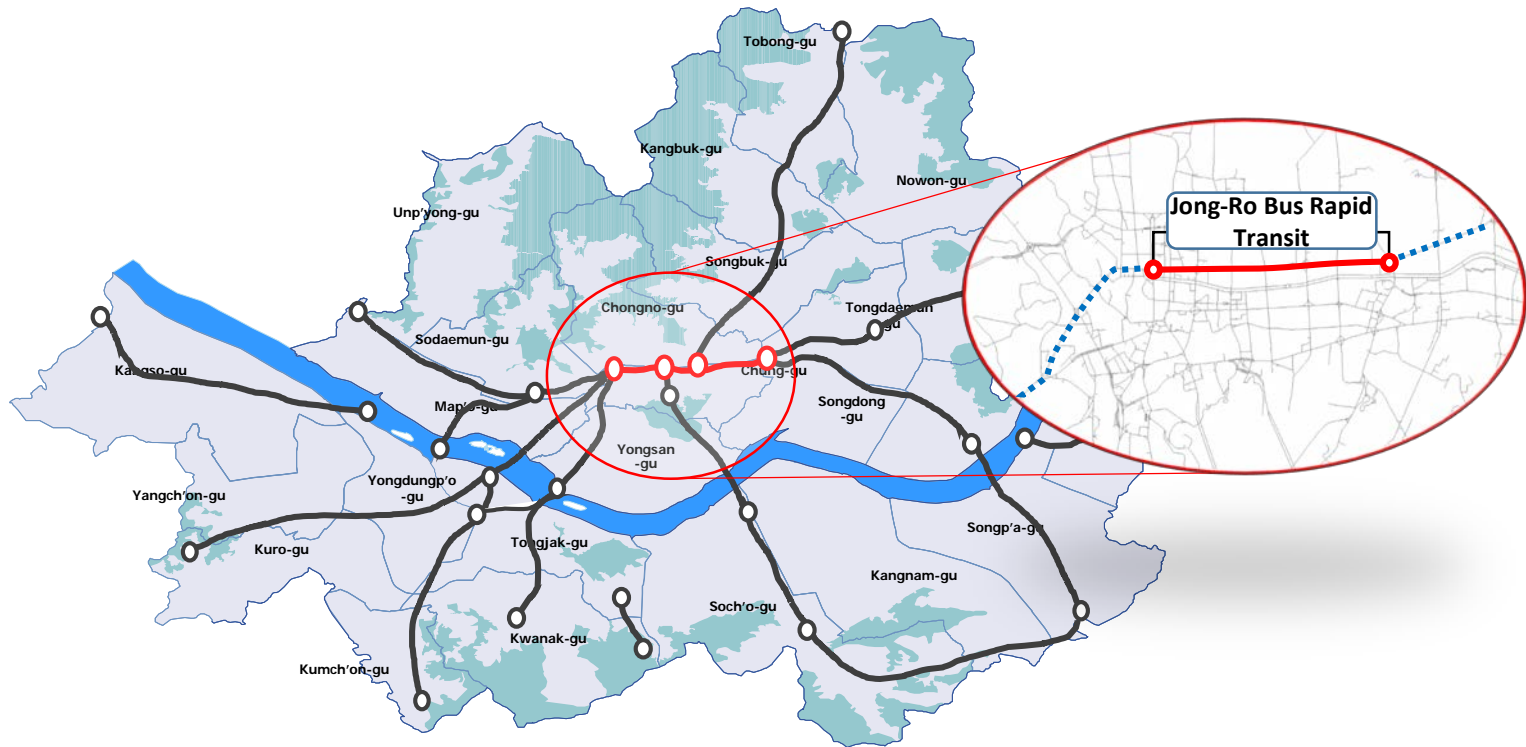 Tobong-gu
Kangbuk-gu
Nowon-gu
Unp'yong-gu
Jong-Ro Bus Rapid
Transit
Songbuk-gu
Chongno-gu
Tongdaemun
-gu
Sodaemun-gu
Kangso-gu
Chung-gu
Map'o-gu
Songdong
-gu
Yongsan
-gu
Yongdungp'o
-gu
Yangch'on-gu
Songp'a-gu
Kuro-gu
Tongjak-gu
Kangnam-gu
Soch'o-gu
Kwanak-gu
Kumch'on-gu